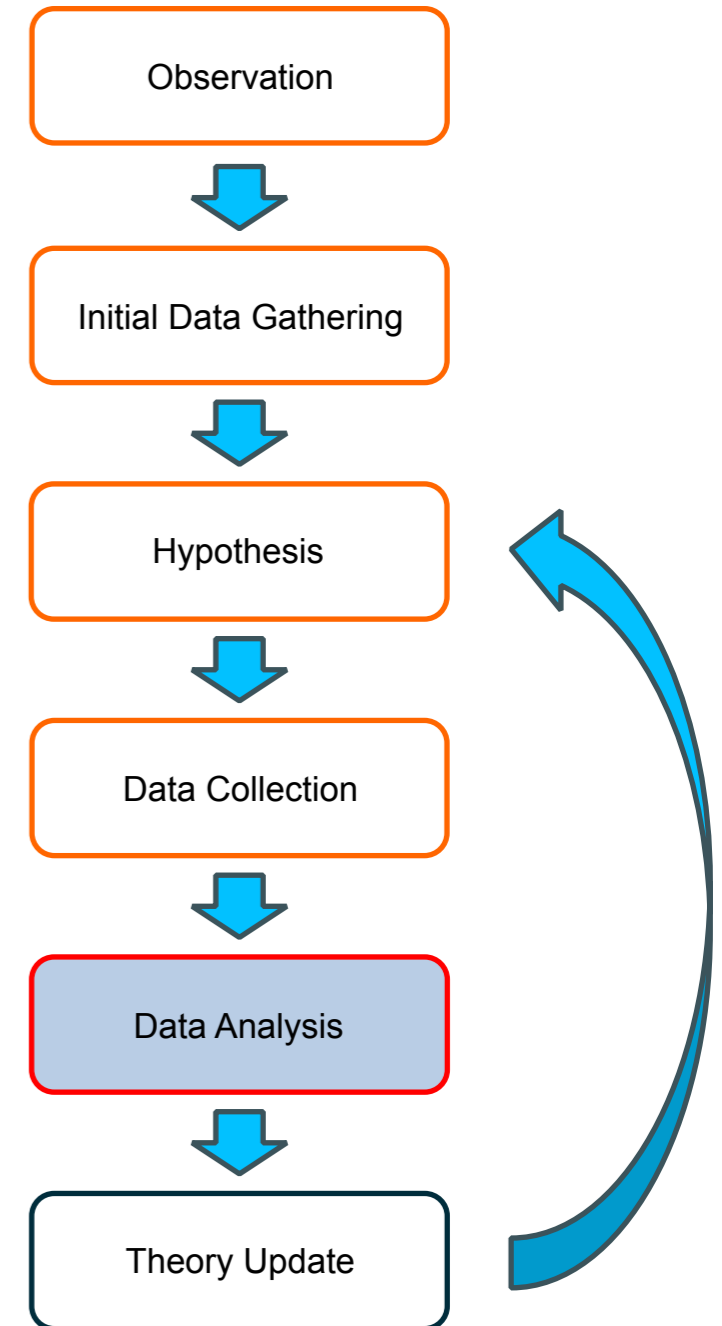 Observation
Initial Data Gathering
Hypothesis
Data Collection
Data Analysis
Theory Update